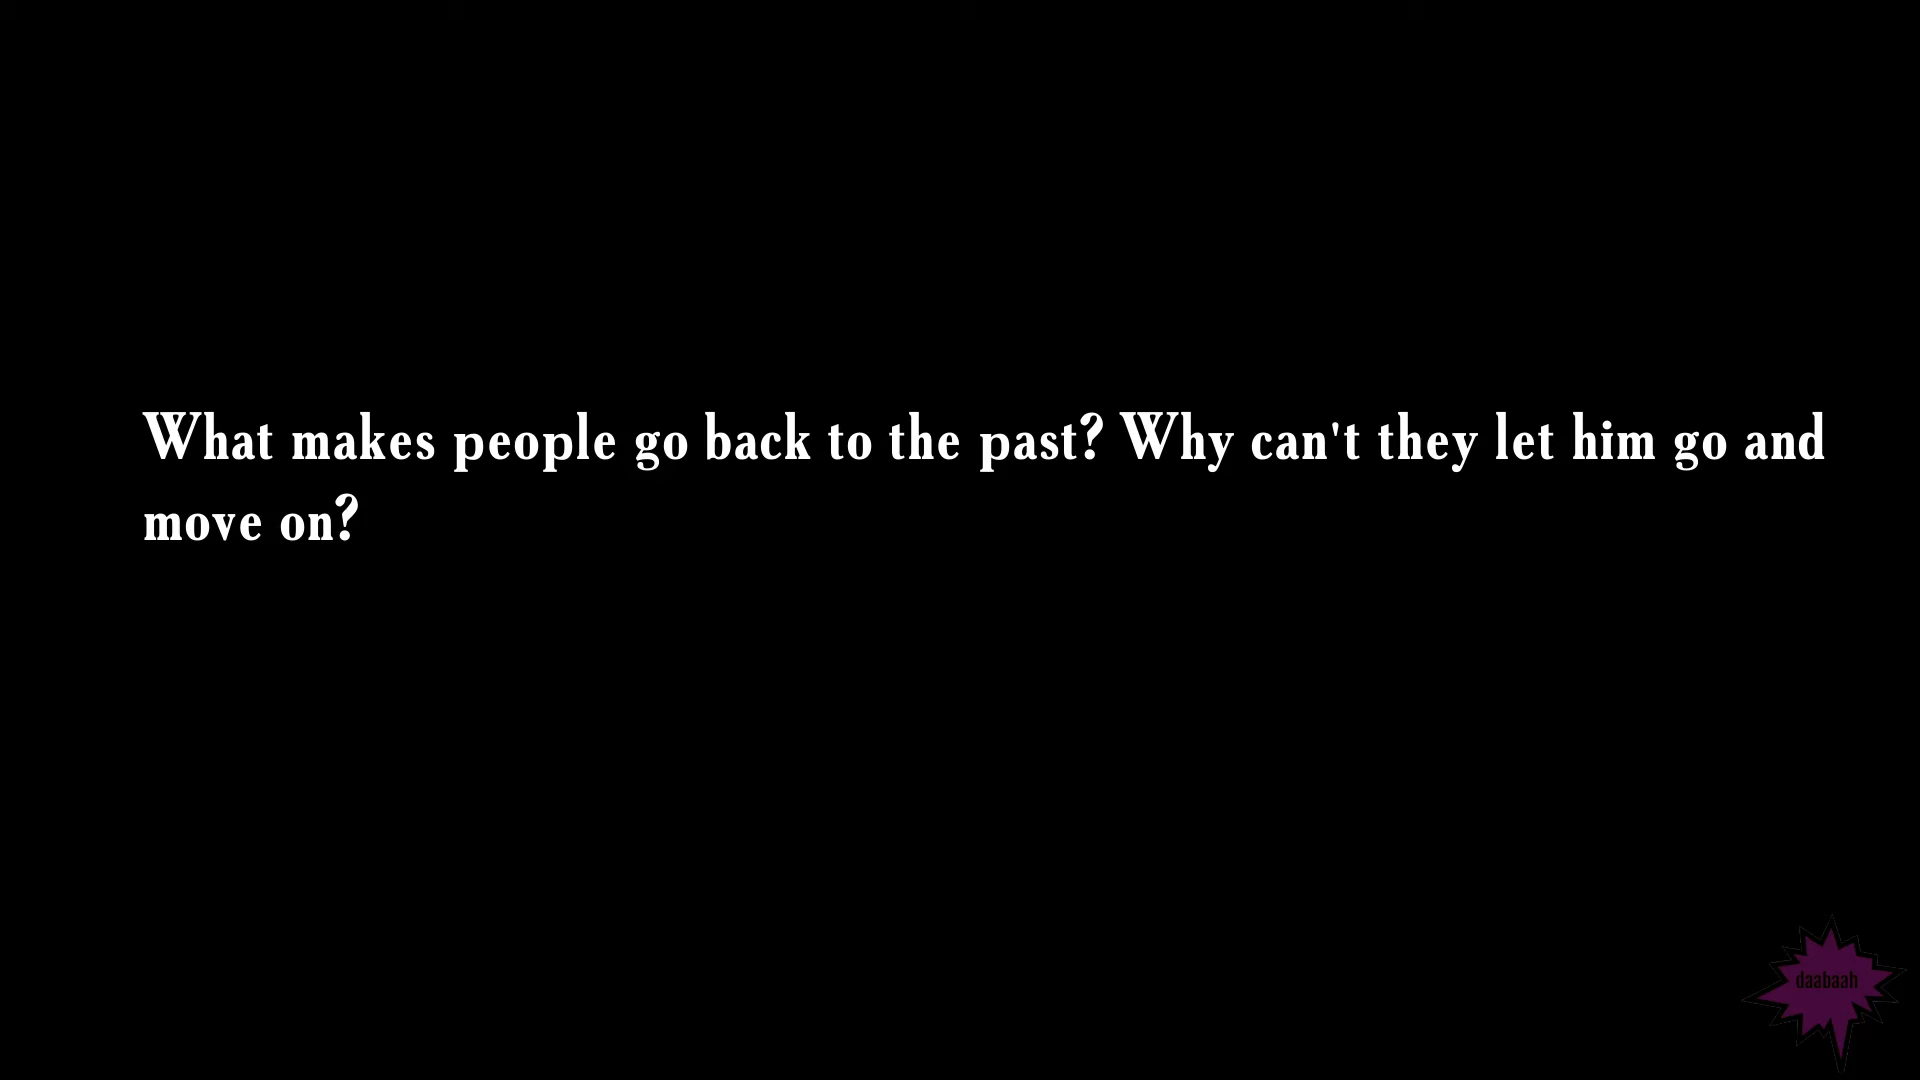 What makes people go back to the past? Why can't they let him go and
move on?
daabaah